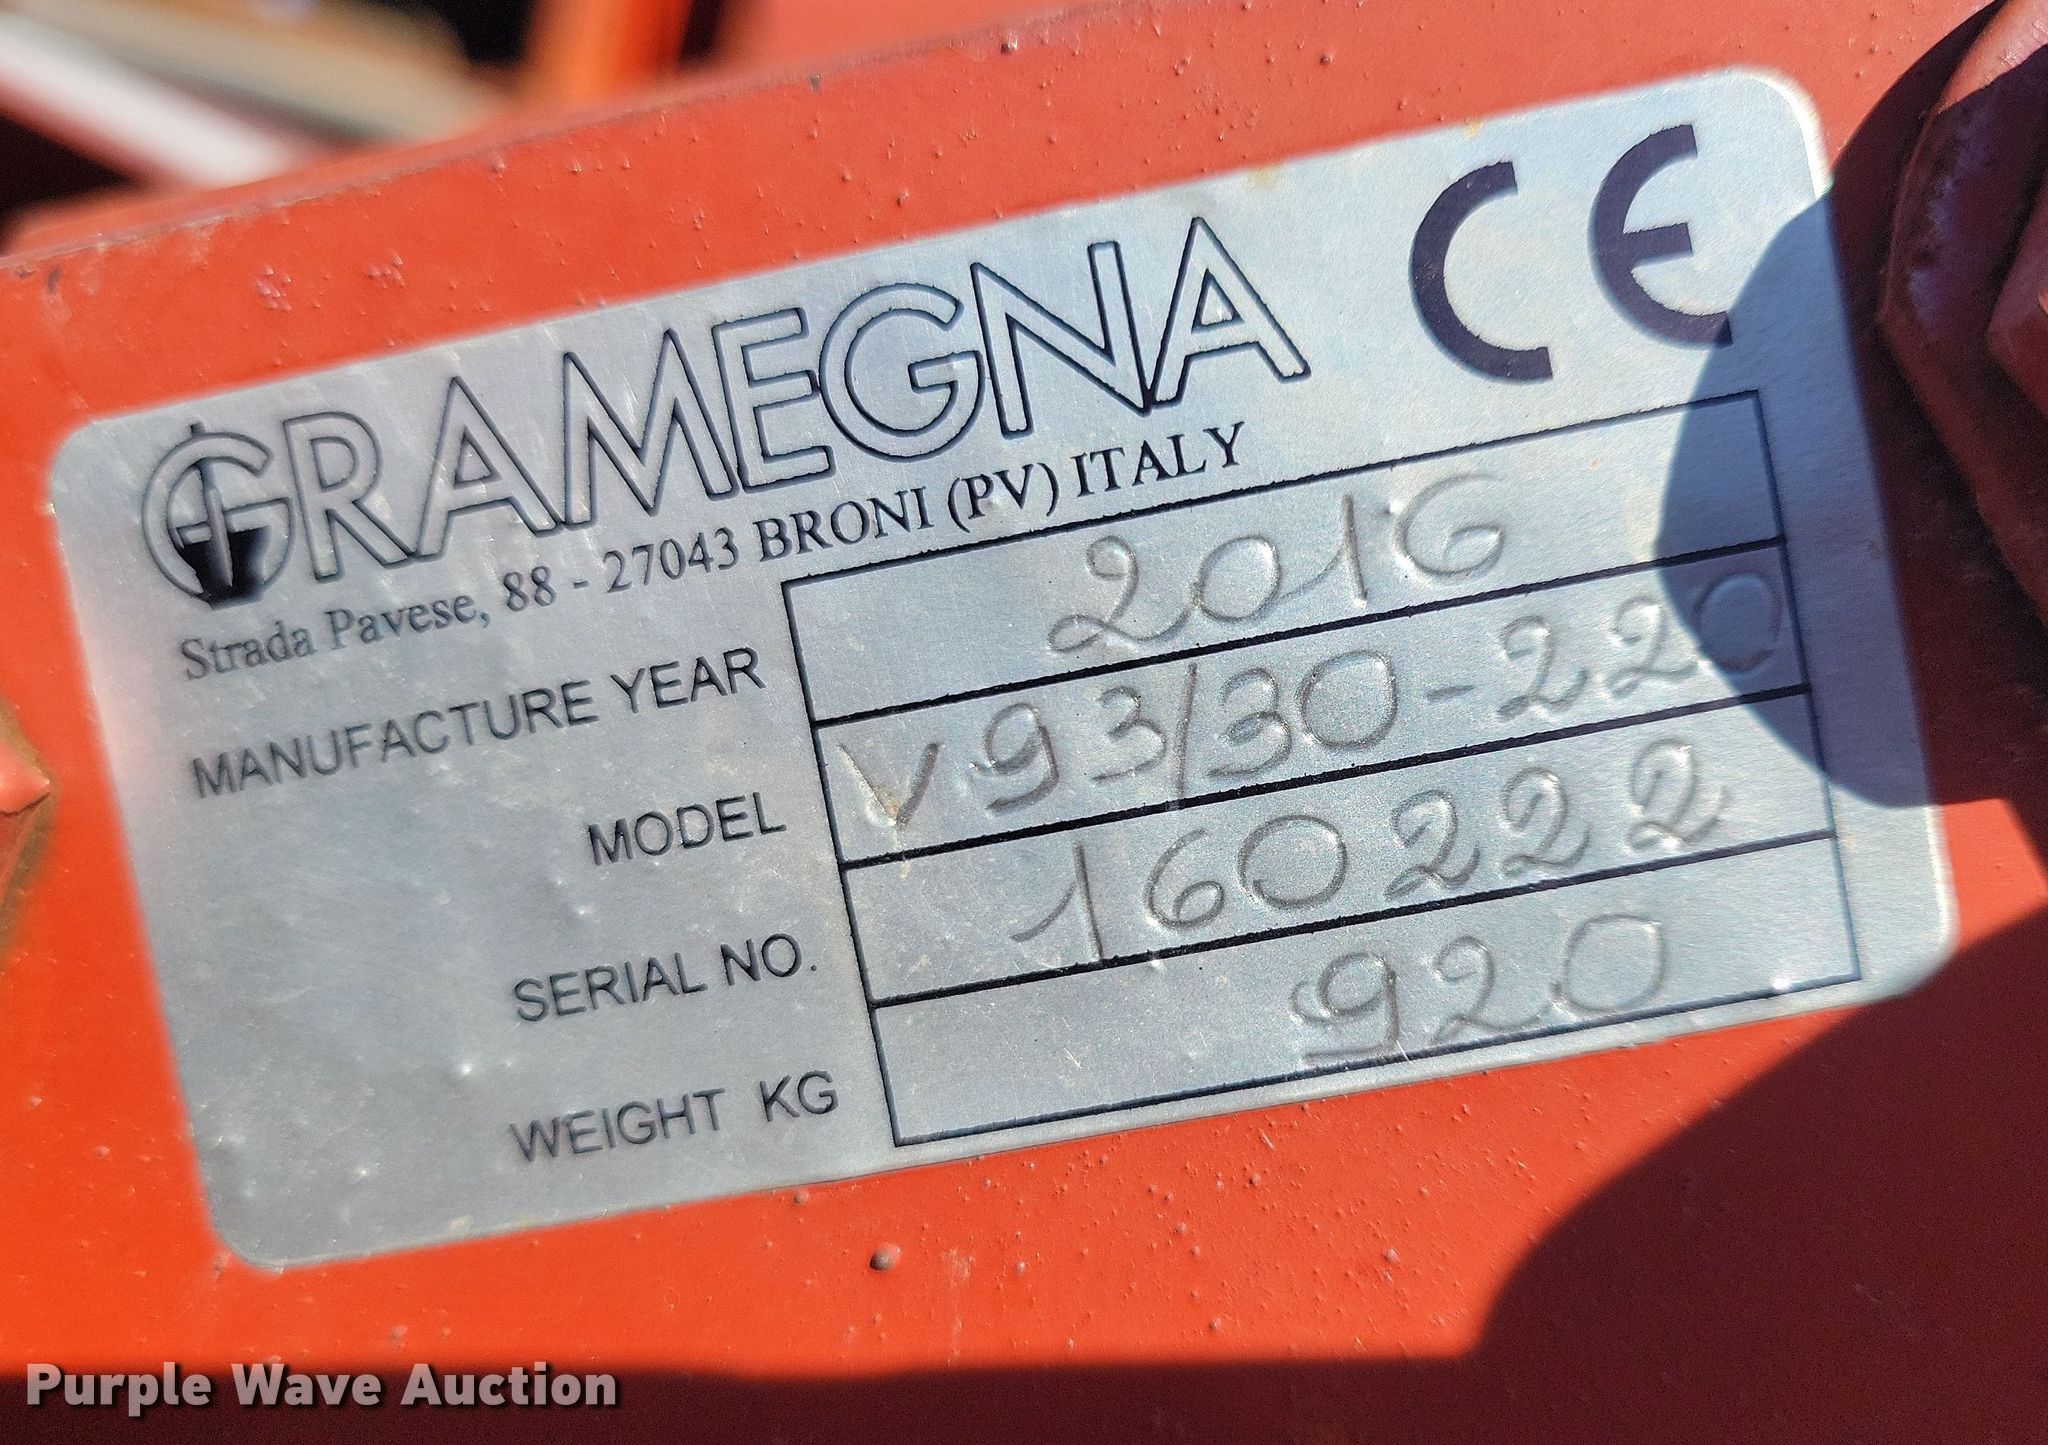 GRAMEGNA CE
Strada Pavese, 88 - 27043 BRONI (PV) ITALY
MANUFACTURE YEAR 2016
MODEL V93/30-220
SERIAL NO. 160222
WEIGHT KG 920
Purple Wave Auction